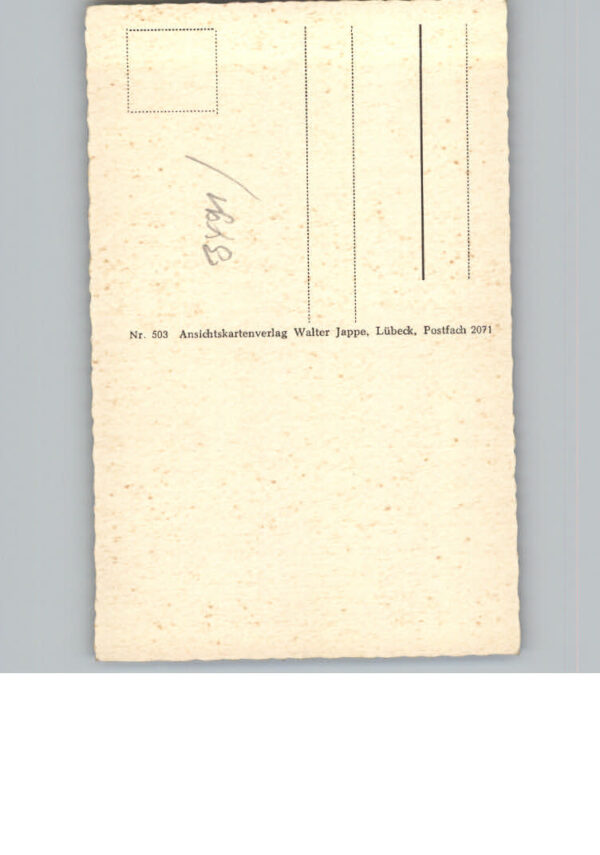 Nr. 503 Ansichtskartenverlag Walter Jappe, Lübeck, Postfach 2071